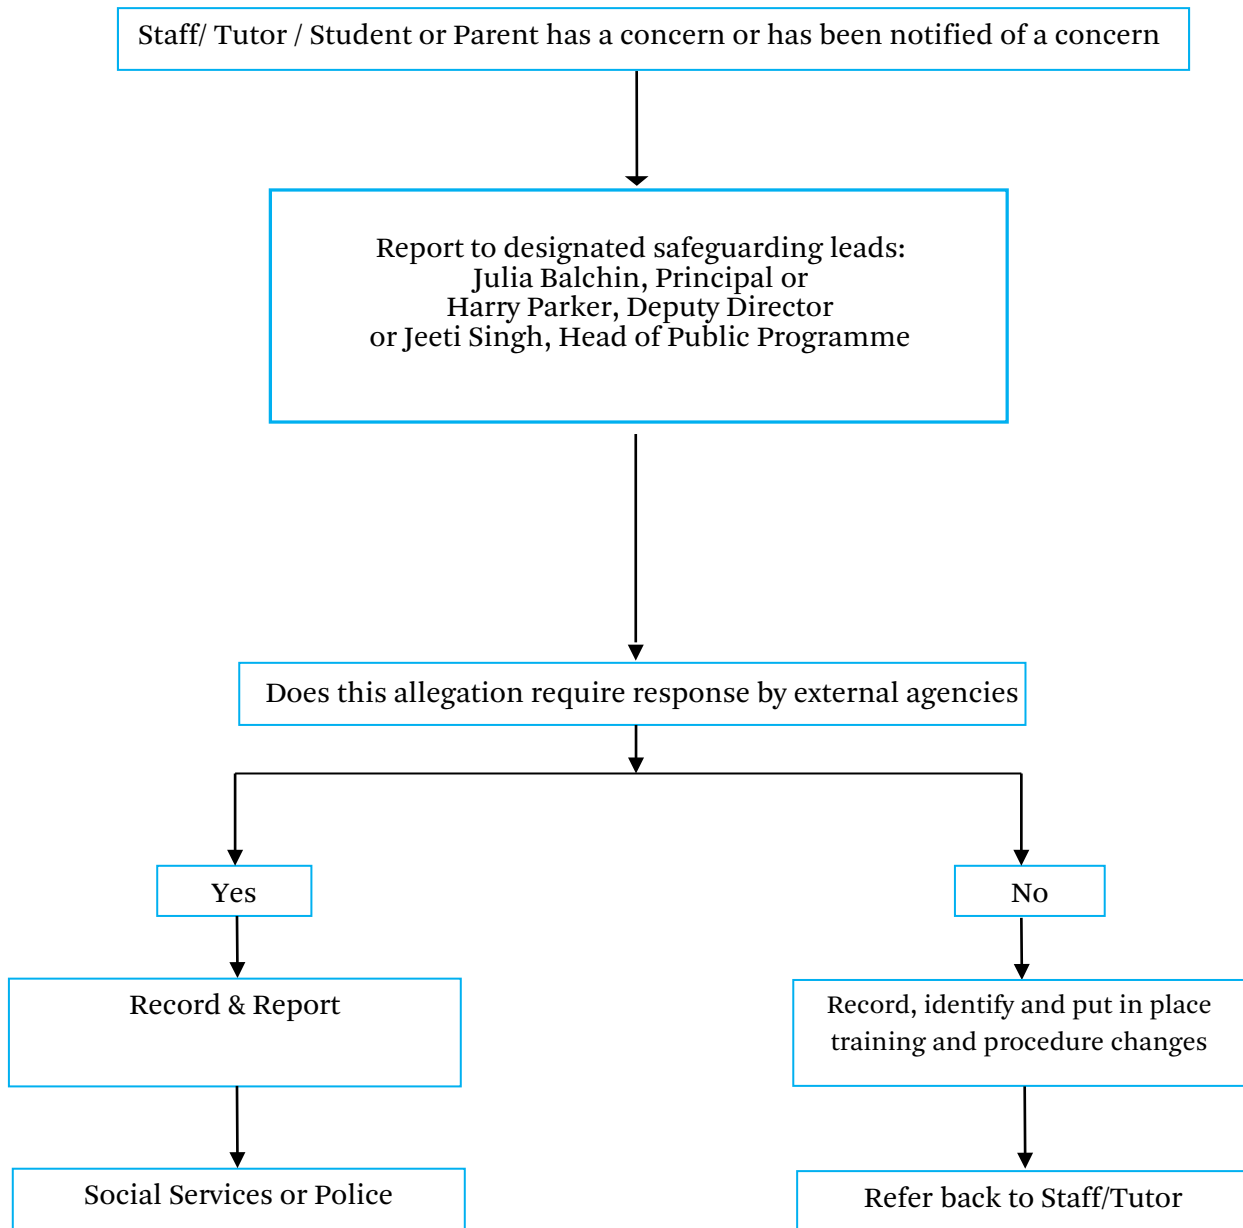 Staff/ Tutor / Student or Parent has a concern or has been notified of a concern
Report to designated safeguarding leads:
Julia Balchin, Principal or
Harry Parker, Deputy Director
or Jeeti Singh, Head of Public Programme
Does this allegation require response by external agencies
Yes
No
Record & Report
Record, identify and put in place
training and procedure changes
Social Services or Police
Refer back to Staff/Tutor